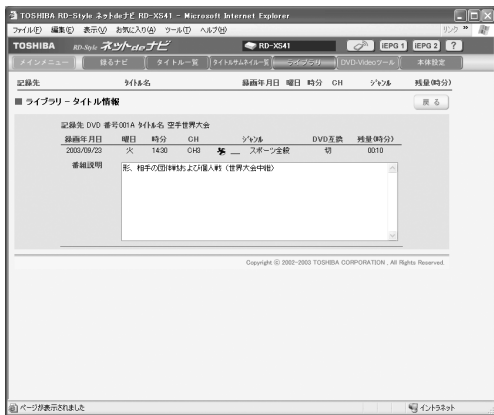 TOSHIBA RD-Style ネットdeナビ RD-XS41 - Microsoft Internet Explorer
ファイル(F) 編集(E) 表示(V) お気に入り(A) ツール(T) ヘルプ(H) リンク »
TOSHIBA RD-Style ネットdeナビ RD-XS41 iEPG 1 iEPG 2 ?
メインメニュー 録るナビ タイトル一覧 タイトルサムネイル一覧 ライブラリ DVD-Videoツール 本体設定
記録先 タイトル名 録画年月日 曜日 時分 CH ジャンル 残量(時分)
■ ライブラリ - タイトル情報 戻る
記録先 DVD 番号001A タイトル名 空手世界大会
録画年月日 曜日 時分 CH ジャンル DVD互換 残量(時分)
2003/09/23 火 14:30 CH3 スポーツ全般 切 00:10
番組説明 形、組手の団体戦および個人戦(世界大会中継)
Copyright © 2002-2003 TOSHIBA CORPORATION , All Rights Reserved.
ページが表示されました イントラネット